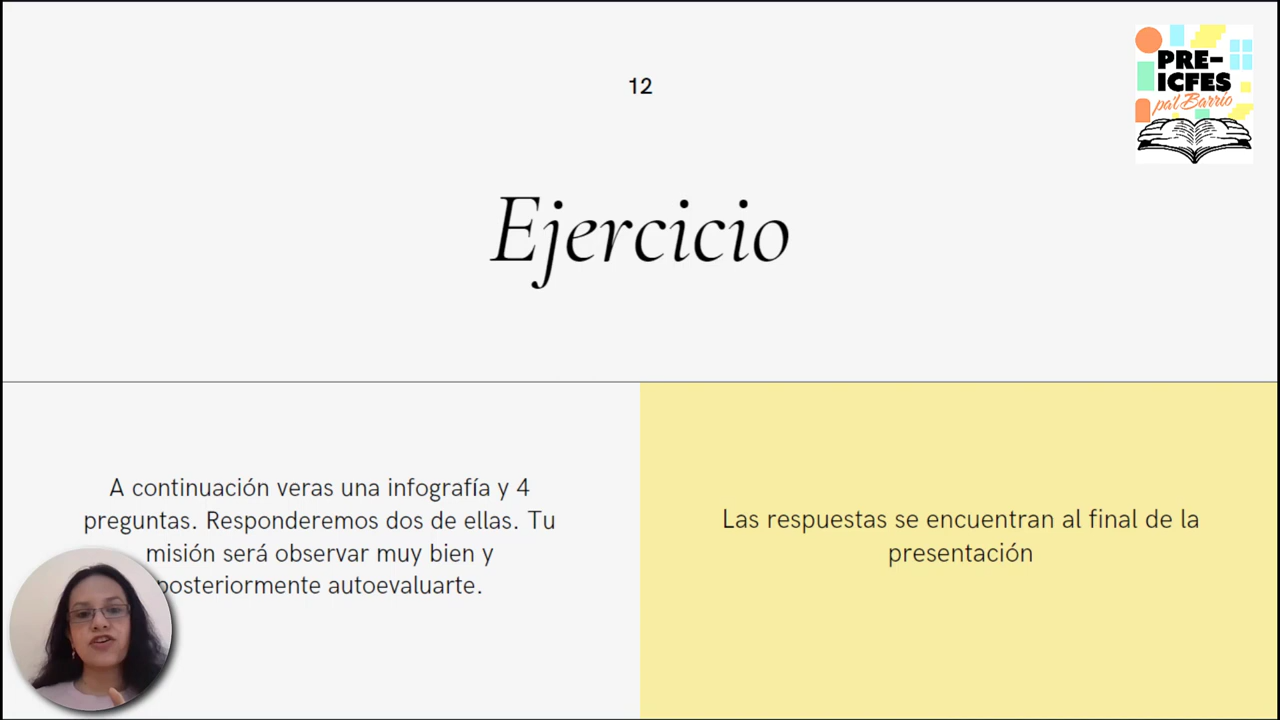 12
PRE-
ICFES
pa'l Barrio
Ejercicio
A continuación veras una infografía y 4
preguntas. Responderemos dos de ellas. Tu
misión será observar muy bien y
posteriormente autoevaluarte.
Las respuestas se encuentran al final de la
presentación